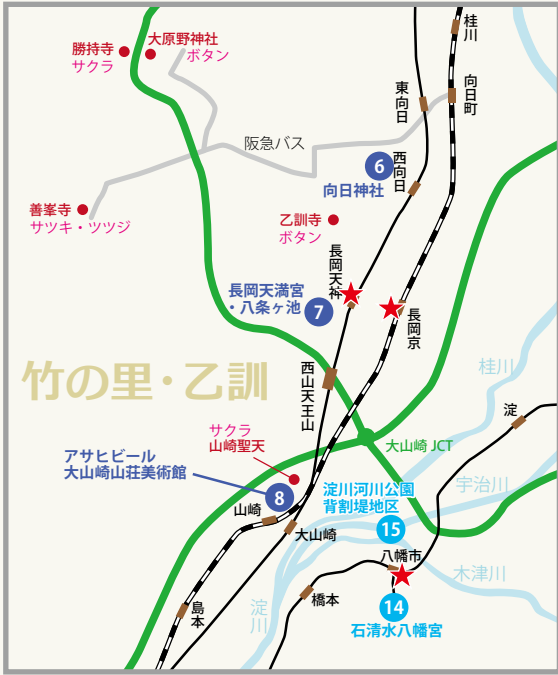 桂川
勝持寺
サクラ
大原野神社
ボタン
東向日
向日町
阪急バス
6
西向日
向日神社
善峯寺
サツキ・ツツジ
乙訓寺
ボタン
長岡天神
長岡天満宮
・八条ヶ池
7
長岡京
竹の里・乙訓
西山天王山
桂川
淀
サクラ
山崎聖天
大山崎JCT
アサヒビール
大山崎山荘美術館
8
淀川河川公園
背割堤地区
15
宇治川
山崎
大山崎
八幡市
木津川
淀川
橋本
14
石清水八幡宮
島本